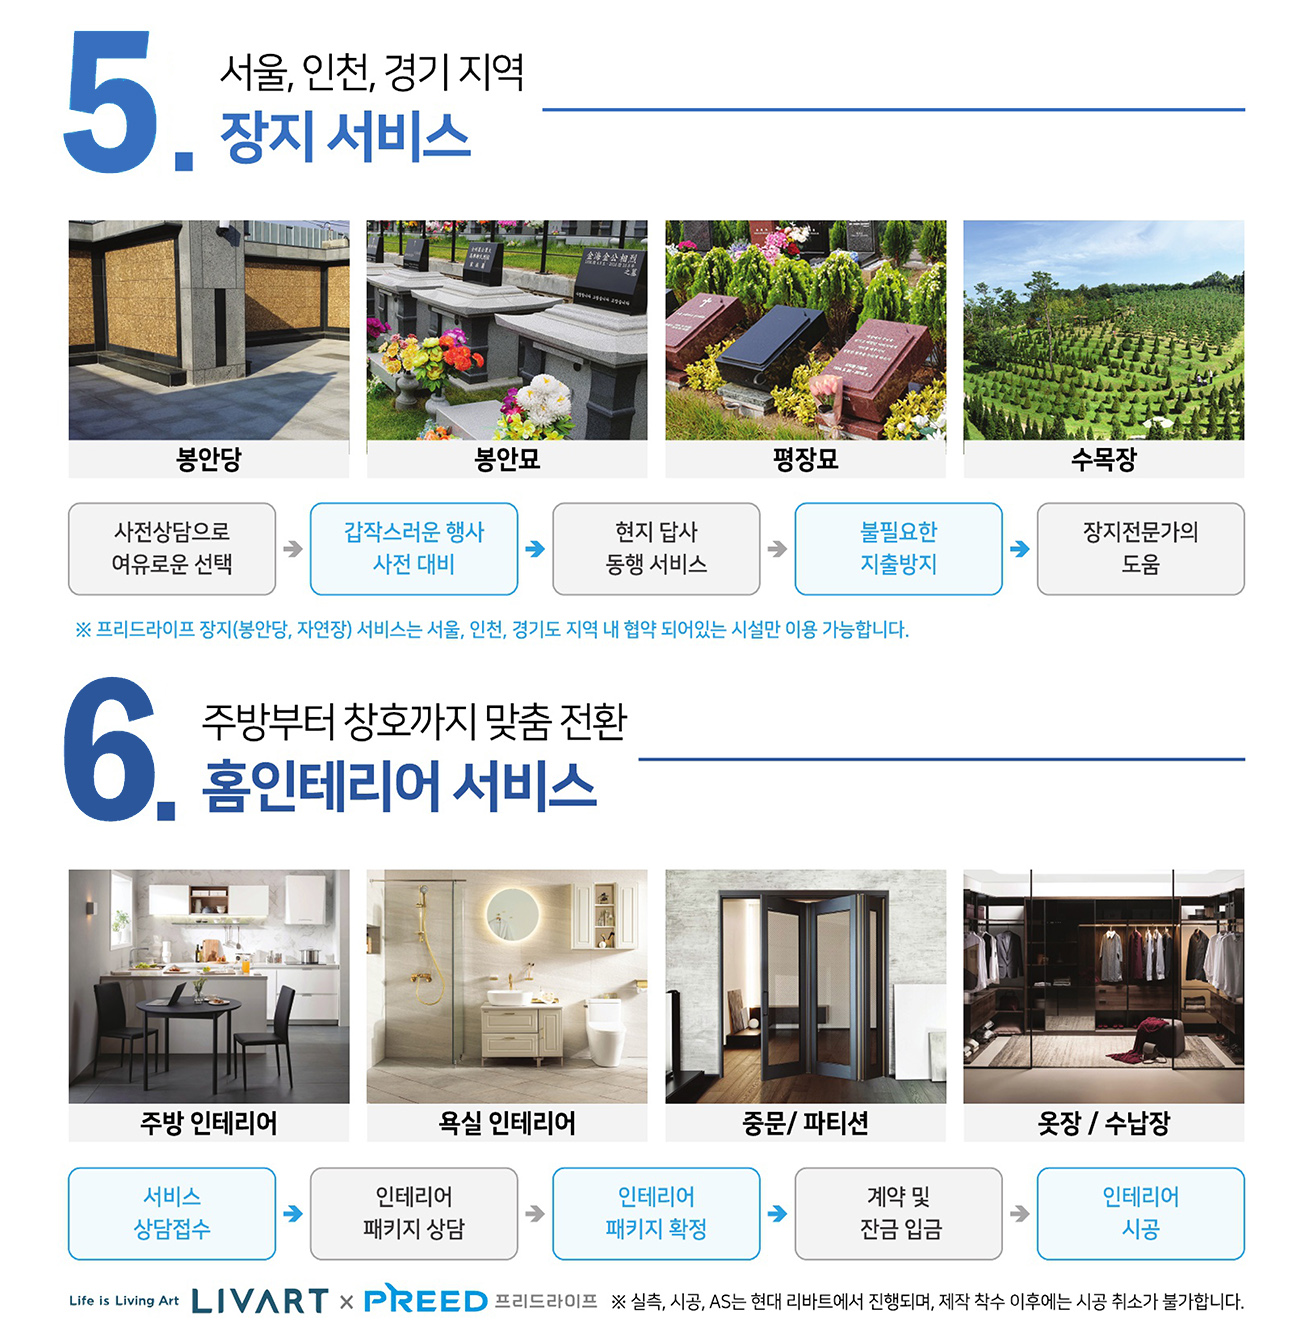 5.
서울, 인천, 경기 지역
장지 서비스
봉안당
봉안묘
평장묘
수목장
사전상담으로
여유로운 선택
갑작스러운 행사
사전 대비
현지 답사
동행 서비스
불필요한
지출방지
장지전문가의
도움
※ 프리드라이프 장지(봉안당, 자연장) 서비스는 서울, 인천, 경기도 지역 내 협약 되어있는 시설만 이용 가능합니다.
6.
주방부터 창호까지 맞춤 전환
홈인테리어 서비스
주방 인테리어
욕실 인테리어
중문/ 파티션
옷장 / 수납장
서비스
상담접수
인테리어
패키지 상담
인테리어
패키지 확정
계약 및
잔금 입금
인테리어
시공
Life is Living Art LIVART x PREED 프리드라이프 ※ 실측, 시공, AS는 현대 리바트에서 진행되며, 제작 착수 이후에는 시공 취소가 불가합니다.